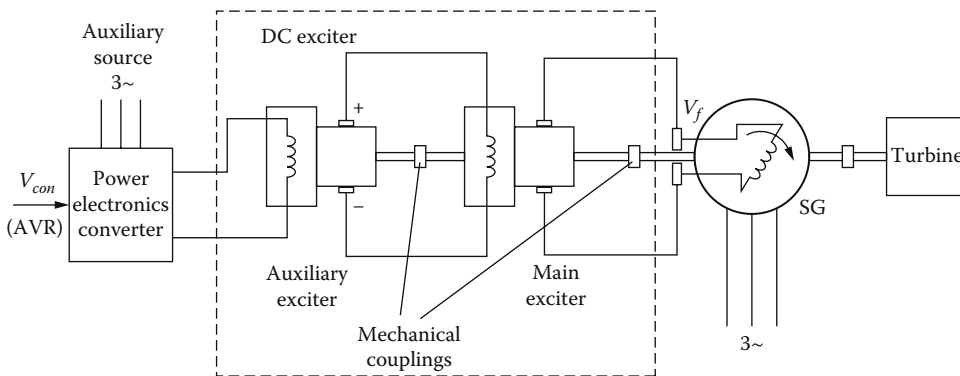 Auxiliary
source
3~
DC exciter
+
−
V_f
V_con
(AVR)
Power
electronics
converter
Turbine
SG
Auxiliary
exciter
Main
exciter
Mechanical
couplings
3~